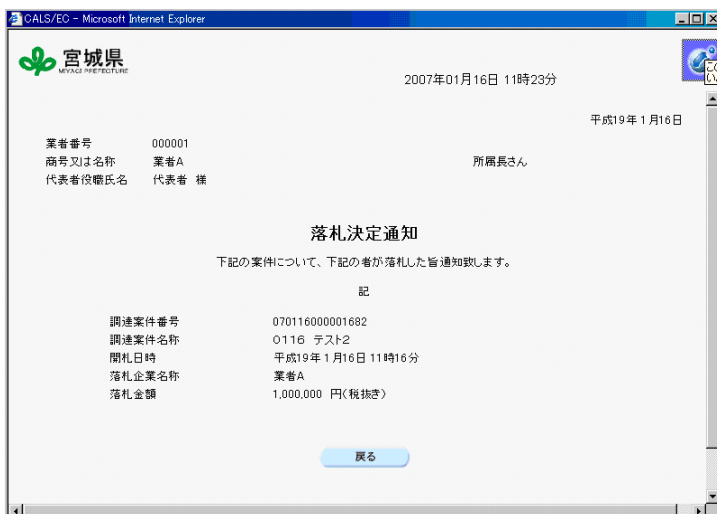 CALS/EC - Microsoft Internet Explorer
宮城県
MIYAGI PREFECTURE
2007年01月16日 11時23分
平成19年1月16日
業者番号 000001
商号又は名称 業者A 所属長さん
代表者役職氏名 代表者 様
落札決定通知
下記の案件について、下記の者が落札した旨通知致します。
記
調達案件番号 070116000001682
調達案件名称 0116 テスト2
開札日時 平成19年1月16日 11時16分
落札企業名称 業者A
落札金額 1,000,000 円(税抜き)
戻る